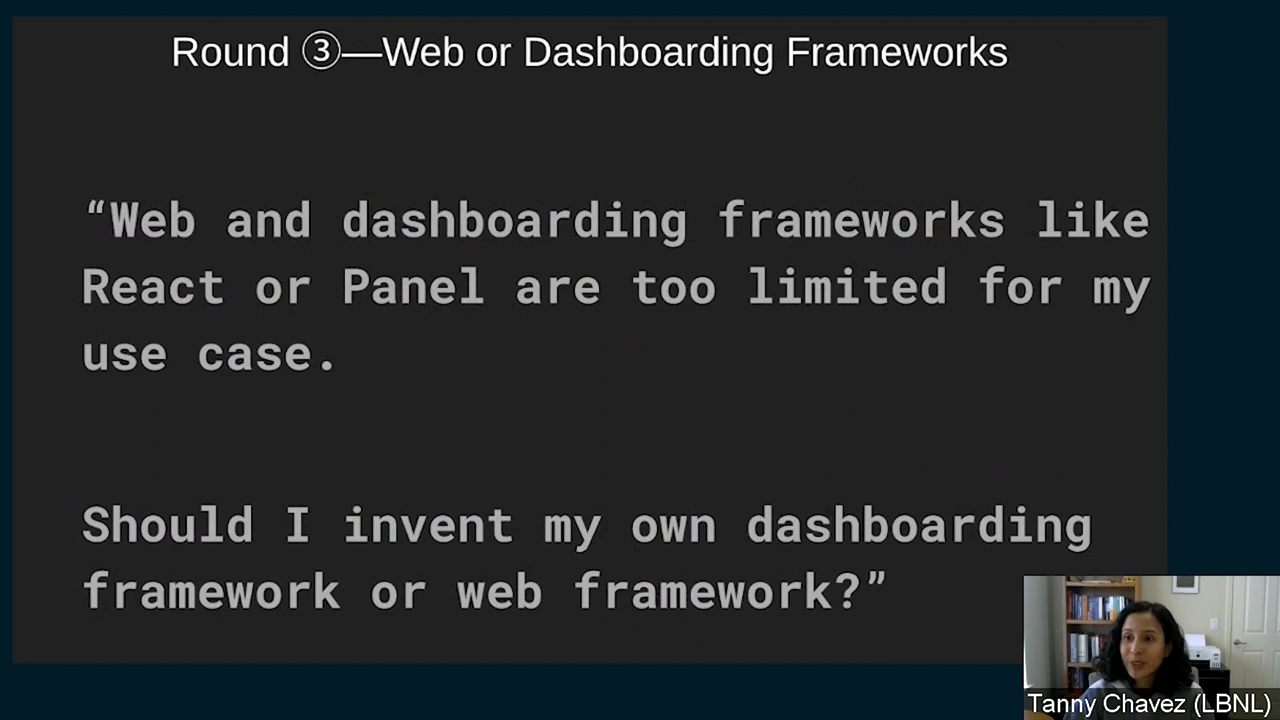 Round ③—Web or Dashboarding Frameworks
“Web and dashboarding frameworks like
React or Panel are too limited for my
use case.
Should I invent my own dashboarding
framework or web framework?”
Tanny Chavez (LBNL)